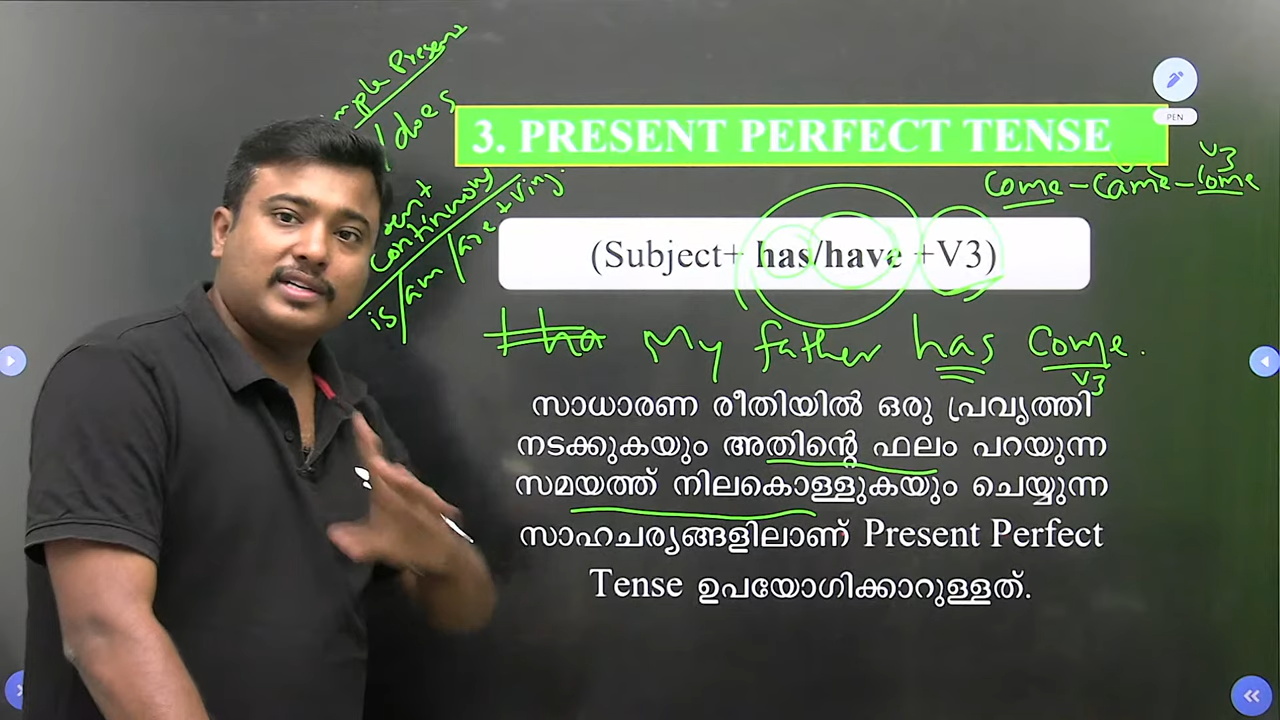 mple Present
/does
sent
continuous
is/am/are + Ving.
3. PRESENT PERFECT TENSE
PEN
V3
Come – Came – Come
(Subject+ has/have +V3)
My father has Come.
V3
സാധാരണ രീതിയിൽ ഒരു പ്രവൃത്തി
നടക്കുകയും അതിന്റെ ഫലം പറയുന്ന
സമയത്ത് നിലകൊള്ളുകയും ചെയ്യുന്ന
സാഹചര്യങ്ങളിലാണ് Present Perfect
Tense ഉപയോഗിക്കാറുള്ളത്.